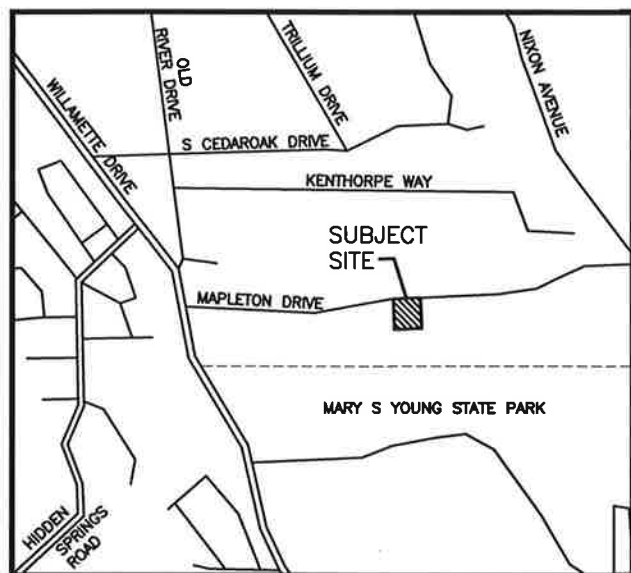 WILLAMETTE DRIVE
OLD
RIVER DRIVE
TRILLIUM DRIVE
NIXON AVENUE
S CEDAROAK DRIVE
KENTHORPE WAY
SUBJECT
SITE
MAPLETON DRIVE
MARY S YOUNG STATE PARK
HIDDEN
SPRINGS
ROAD